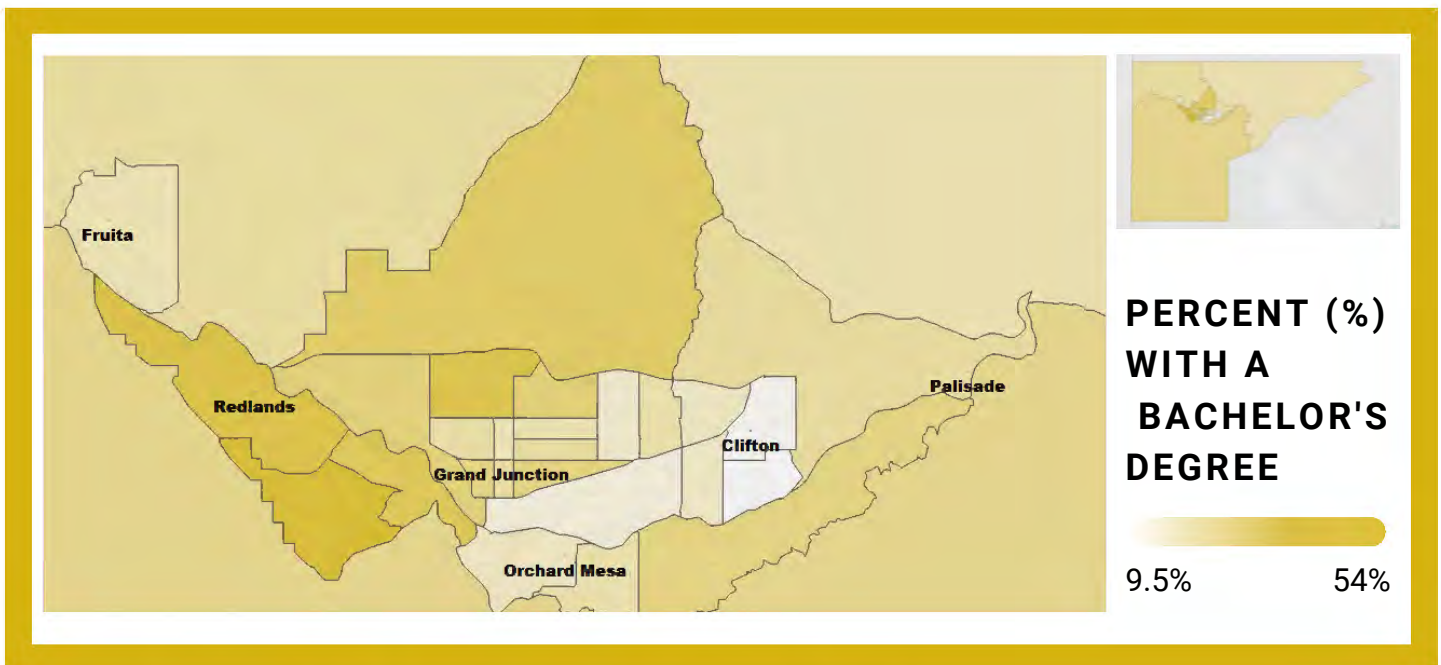 Fruita
Redlands
Palisade
Clifton
Grand Junction
Orchard Mesa
PERCENT (%)
WITH A
BACHELOR'S
DEGREE
9.5% 54%